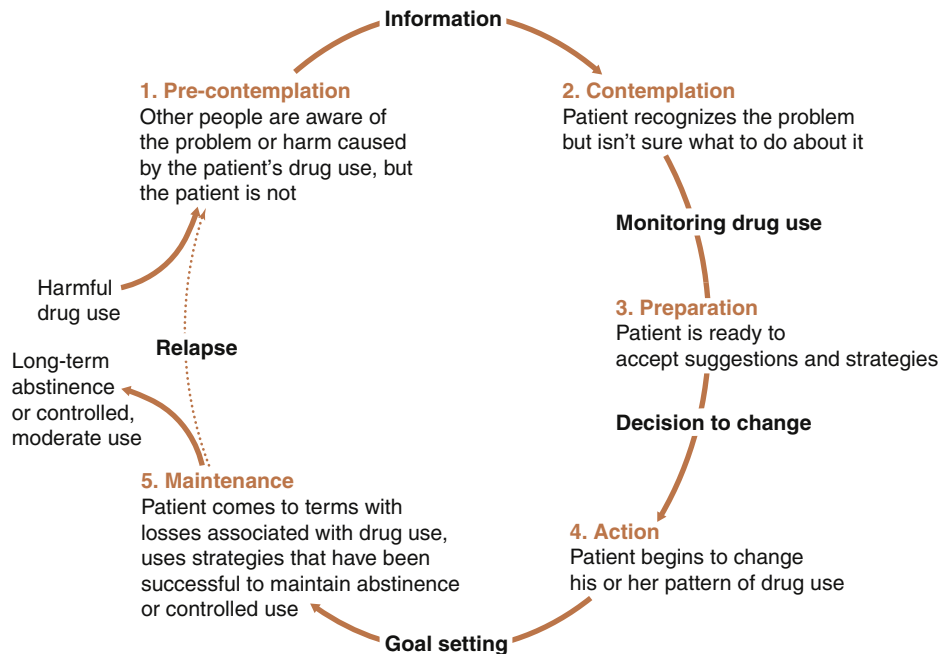 Information
1. Pre-contemplation
Other people are aware of
the problem or harm caused
by the patient’s drug use, but
the patient is not
2. Contemplation
Patient recognizes the problem
but isn’t sure what to do about it
Monitoring drug use
3. Preparation
Patient is ready to
accept suggestions and strategies
Decision to change
4. Action
Patient begins to change
his or her pattern of drug use
Goal setting
5. Maintenance
Patient comes to terms with
losses associated with drug use,
uses strategies that have been
successful to maintain abstinence
or controlled use
Relapse
Harmful
drug use
Long-term
abstinence
or controlled,
moderate use